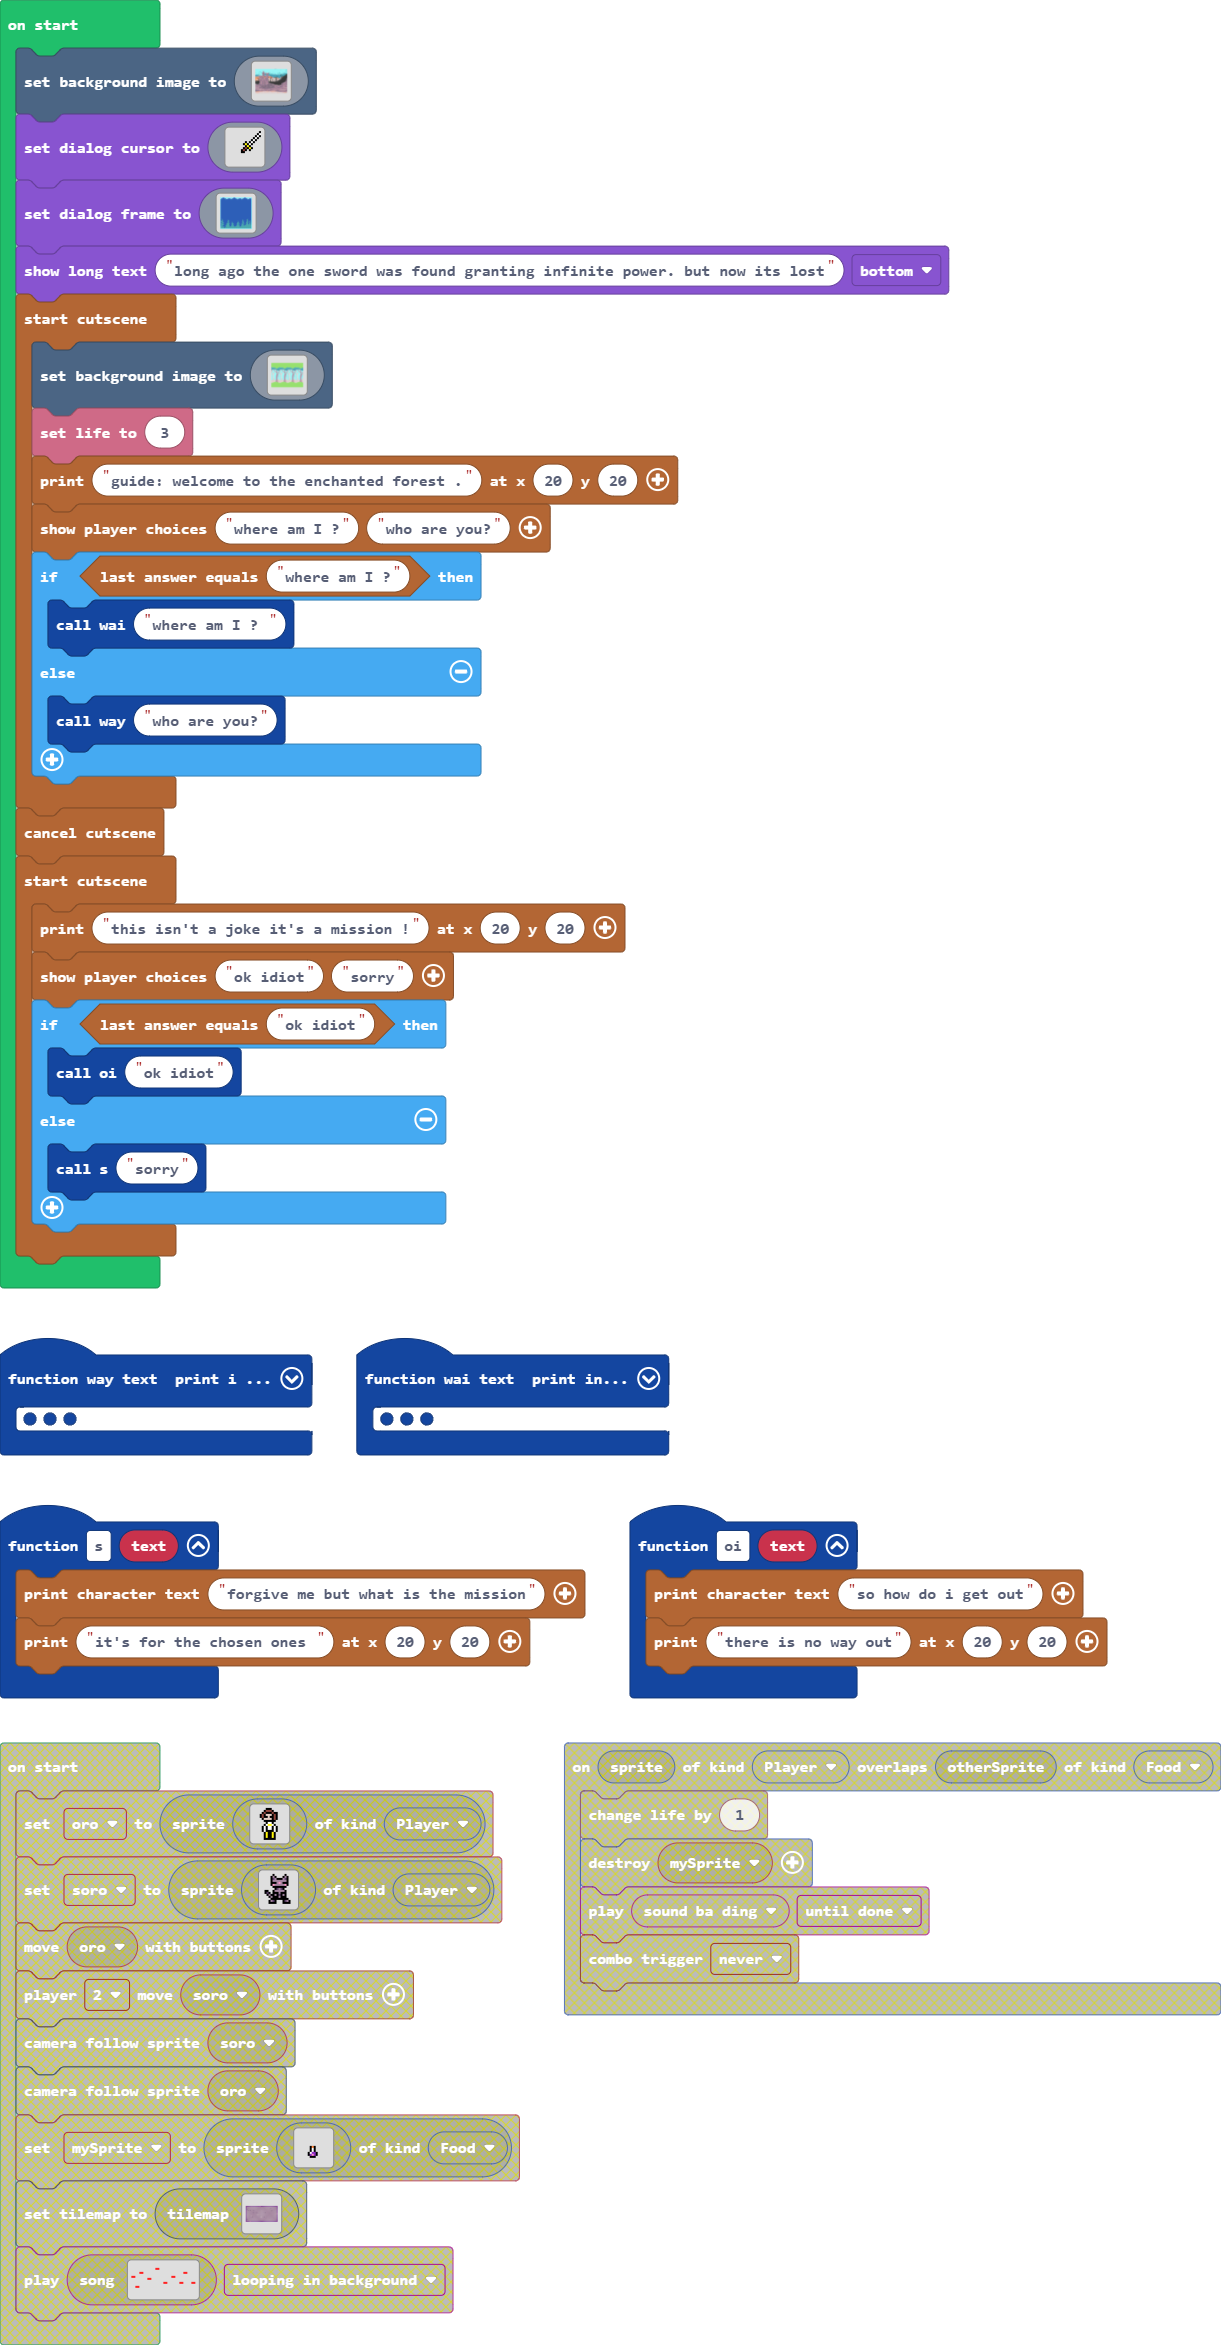 on start
set background image to
set dialog cursor to
set dialog frame to
show long text "long ago the one sword was found granting infinite power. but now its lost" bottom
start cutscene
set background image to
set life to 3
print "guide: welcome to the enchanted forest ." at x 20 y 20
show player choices "where am I ?" "who are you?"
if last answer equals "where am I ?" then
call wai "where am I ? "
else
call way "who are you?"
cancel cutscene
start cutscene
print "this isn't a joke it's a mission !" at x 20 y 20
show player choices "ok idiot" "sorry"
if last answer equals "ok idiot" then
call oi "ok idiot"
else
call s "sorry"
function way text print i ...
function wai text print in...
function s text
print character text "forgive me but what is the mission"
print "it's for the chosen ones " at x 20 y 20
function oi text
print character text "so how do i get out"
print "there is no way out" at x 20 y 20
on start
set oro to sprite of kind Player
set soro to sprite of kind Player
move oro with buttons
player 2 move soro with buttons
camera follow sprite soro
camera follow sprite oro
set mySprite to sprite of kind Food
set tilemap to tilemap
play song looping in background
on sprite of kind Player overlaps otherSprite of kind Food
change life by 1
destroy mySprite
play sound ba ding until done
combo trigger never